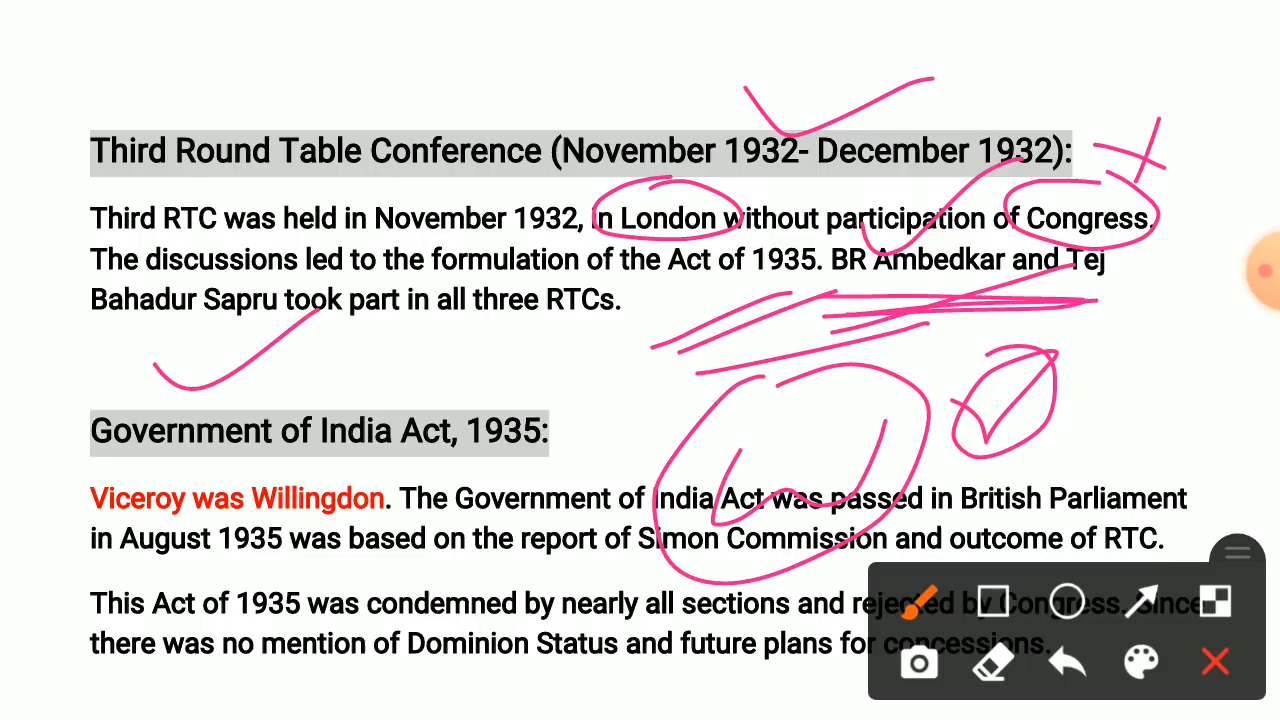 Third Round Table Conference (November 1932- December 1932):
Third RTC was held in November 1932, in London without participation of Congress.
The discussions led to the formulation of the Act of 1935. BR Ambedkar and Tej
Bahadur Sapru took part in all three RTCs.
Government of India Act, 1935:
Viceroy was Willingdon. The Government of India Act was passed in British Parliament
in August 1935 was based on the report of Simon Commission and outcome of RTC.
This Act of 1935 was condemned by nearly all sections and rejected by Congress. Since
there was no mention of Dominion Status and future plans for concessions.